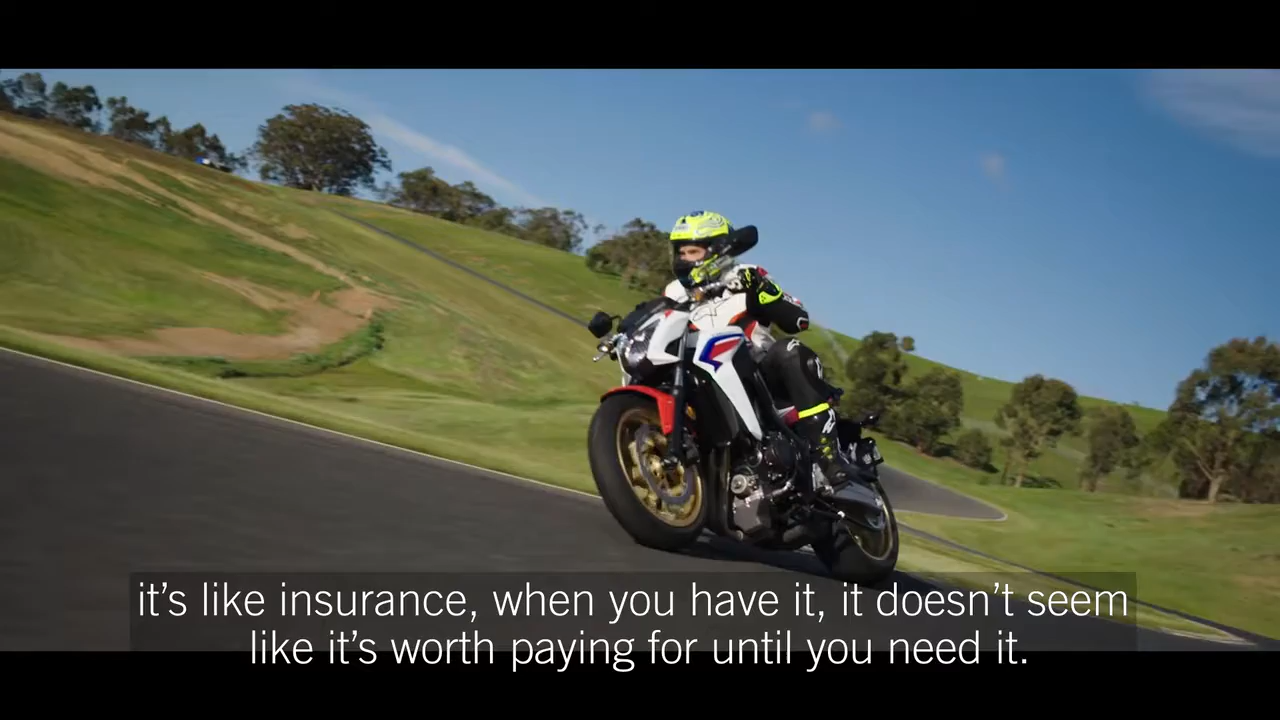 it's like insurance, when you have it, it doesn't seem
like it's worth paying for until you need it.